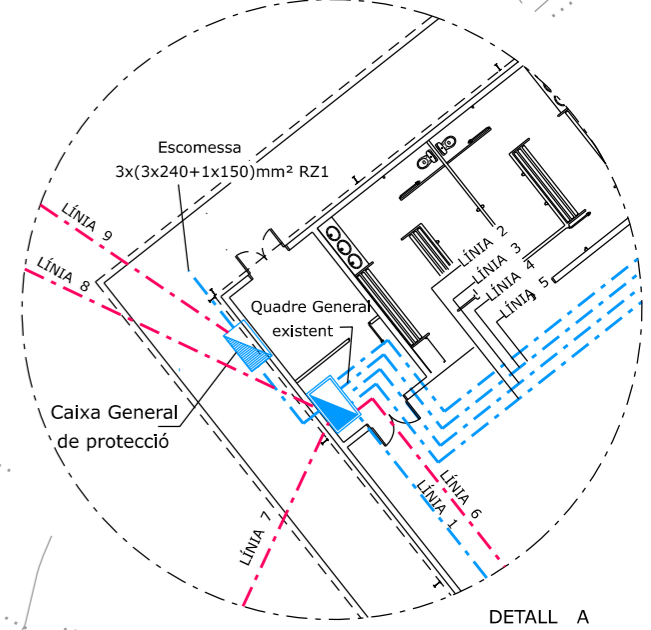 Escomessa
3x(3x240+1x150)mm² RZ1
LÍNIA 9
LÍNIA 8
LÍNIA 2
LÍNIA 3
LÍNIA 4
LÍNIA 5
Quadre General
existent
Caixa General
de protecció
LÍNIA 7
LÍNIA 1
LÍNIA 6
DETALL A